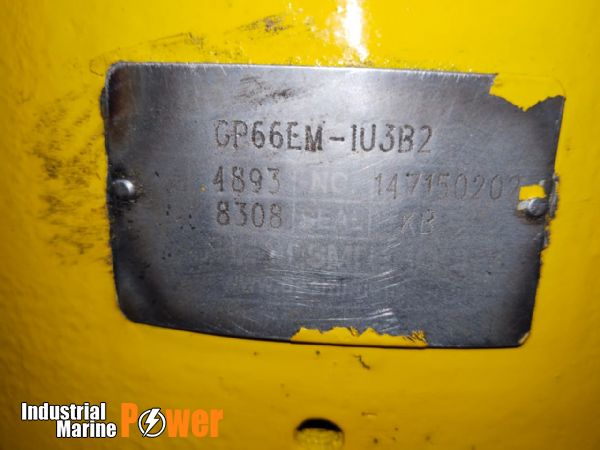 GP66EM-1U3B2
4893 NO. 147150202
8308 KB
Industrial
Marine Power